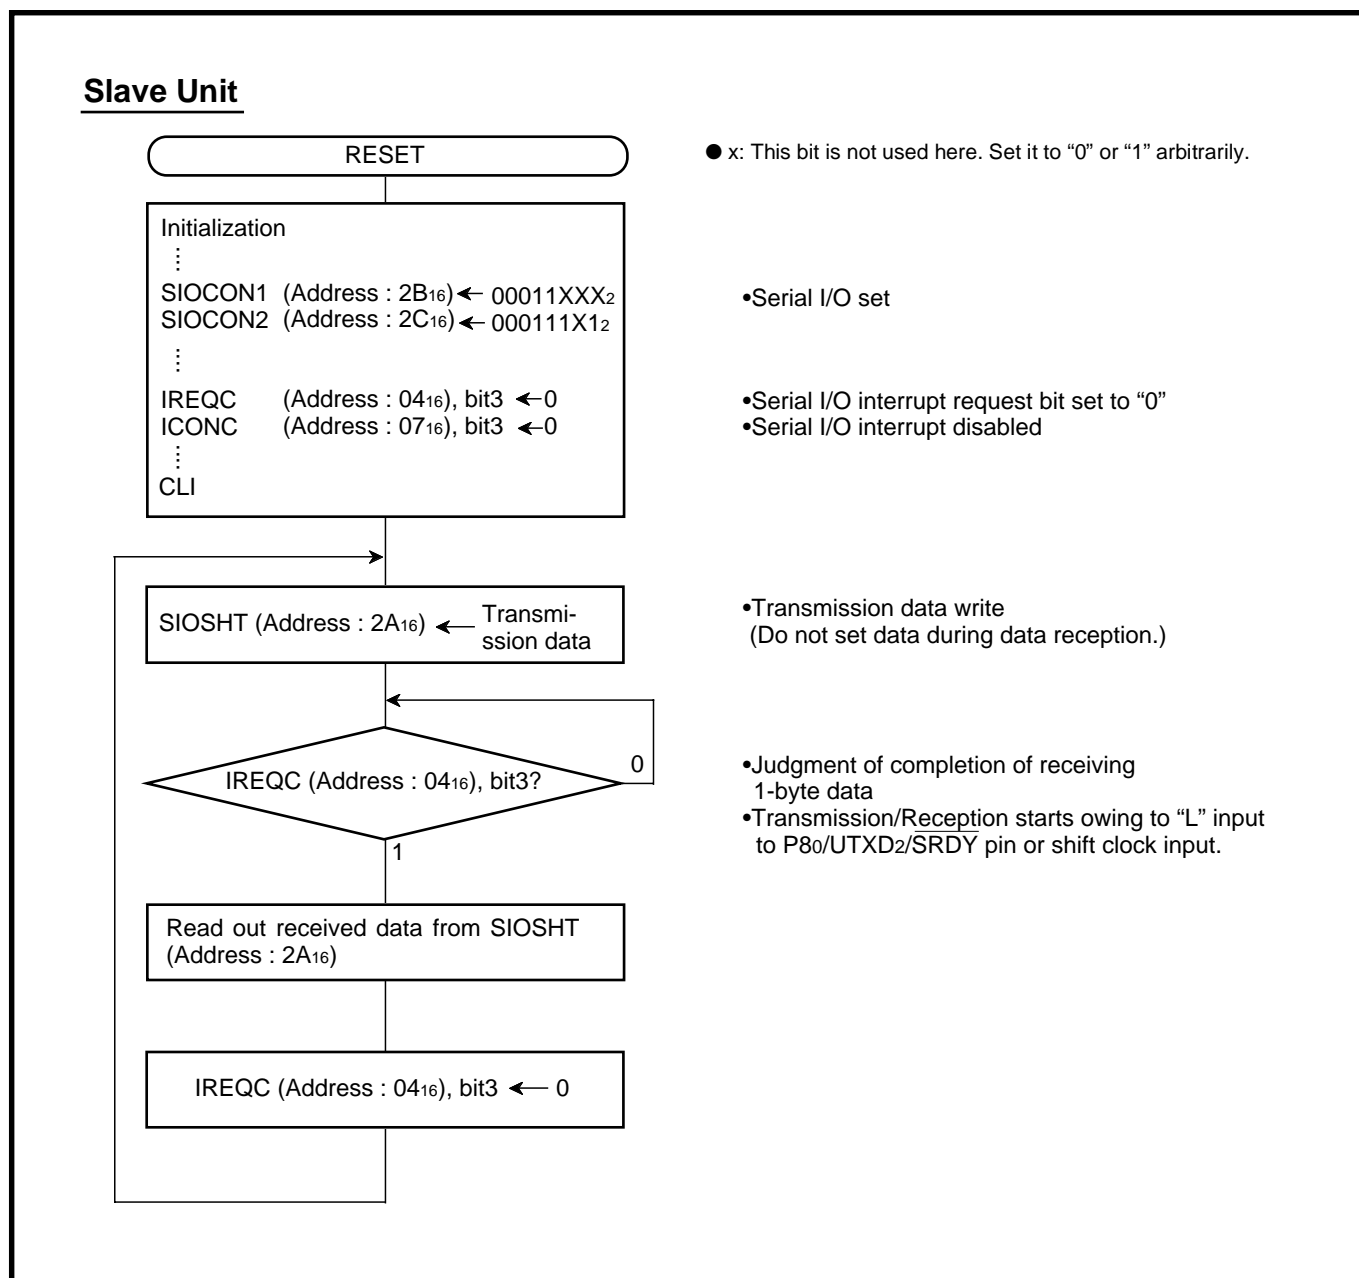 Slave Unit
RESET
● x: This bit is not used here. Set it to “0” or “1” arbitrarily.
Initialization
SIOCON1 (Address : 2B16) ← 00011XXX2
•Serial I/O set
SIOCON2 (Address : 2C16) ← 000111X12
IREQC (Address : 0416), bit3 ← 0
•Serial I/O interrupt request bit set to “0”
ICONC (Address : 0716), bit3 ← 0
•Serial I/O interrupt disabled
CLI
SIOSHT (Address : 2A16) ← Transmi-
ssion data
•Transmission data write
(Do not set data during data reception.)
IREQC (Address : 0416), bit3?
0
1
•Judgment of completion of receiving
1-byte data
•Transmission/Reception starts owing to “L” input
to P80/UTXD2/SRDY pin or shift clock input.
Read out received data from SIOSHT
(Address : 2A16)
IREQC (Address : 0416), bit3 ← 0